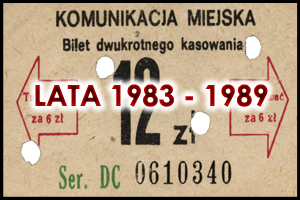 KOMUNIKACJA MIEJSKA
Bilet dwukrotnego kasowania
12 zł
LATA 1983 - 1989
za 6 zł
za 6 zł
Ser. DC 0610340